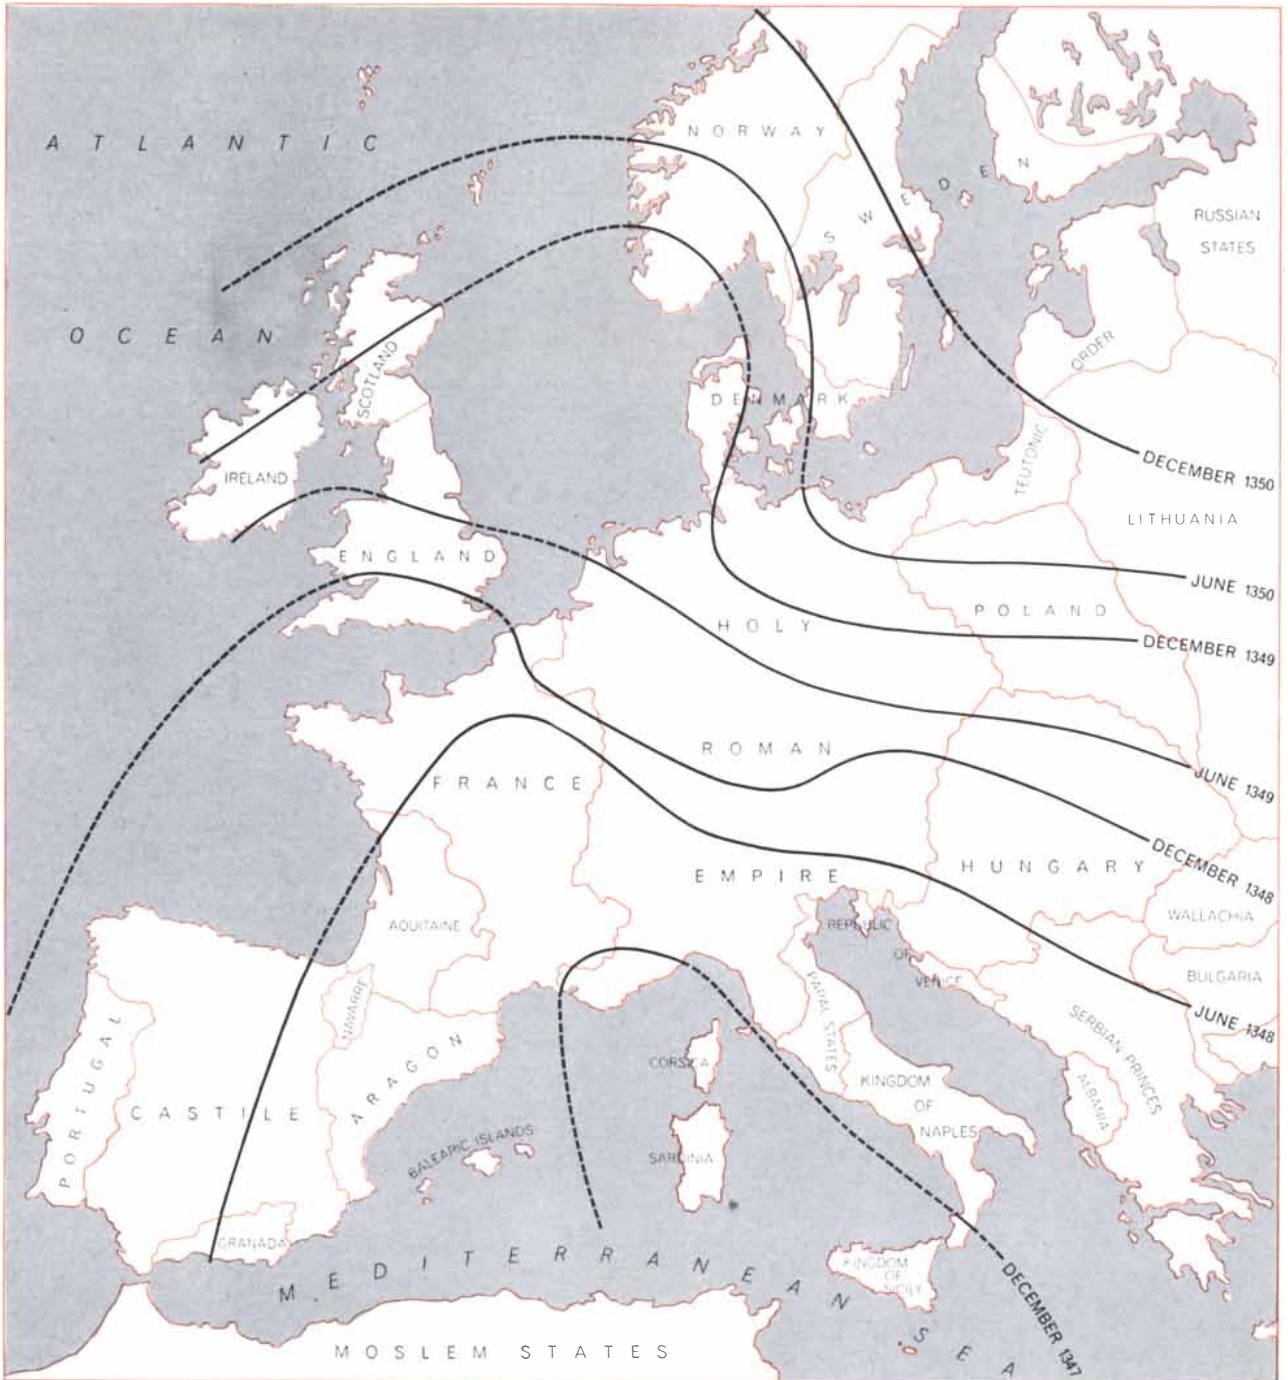 ATLANTIC
OCEAN
NORWAY
SWEDEN
RUSSIAN
STATES
SCOTLAND
ORDER
DENMARK
TEUTONIC
DECEMBER 1350
IRELAND
LITHUANIA
ENGLAND
JUNE 1350
POLAND
HOLY
DECEMBER 1349
ROMAN
FRANCE
JUNE 1349
EMPIRE
HUNGARY
DECEMBER 1348
AQUITAINE
REPUBLIC
OF
VENICE
WALLACHIA
BULGARIA
NAVARRE
PAPAL STATES
JUNE 1348
SERBIAN PRINCES
PORTUGAL
CASTILE
ARAGON
CORSICA
KINGDOM
OF
NAPLES
ALBANIA
BALEARIC ISLANDS
SARDINIA
GRANADA
MEDITERRANEAN SEA
KINGDOM
OF
SICILY
DECEMBER 1347
MOSLEM STATES